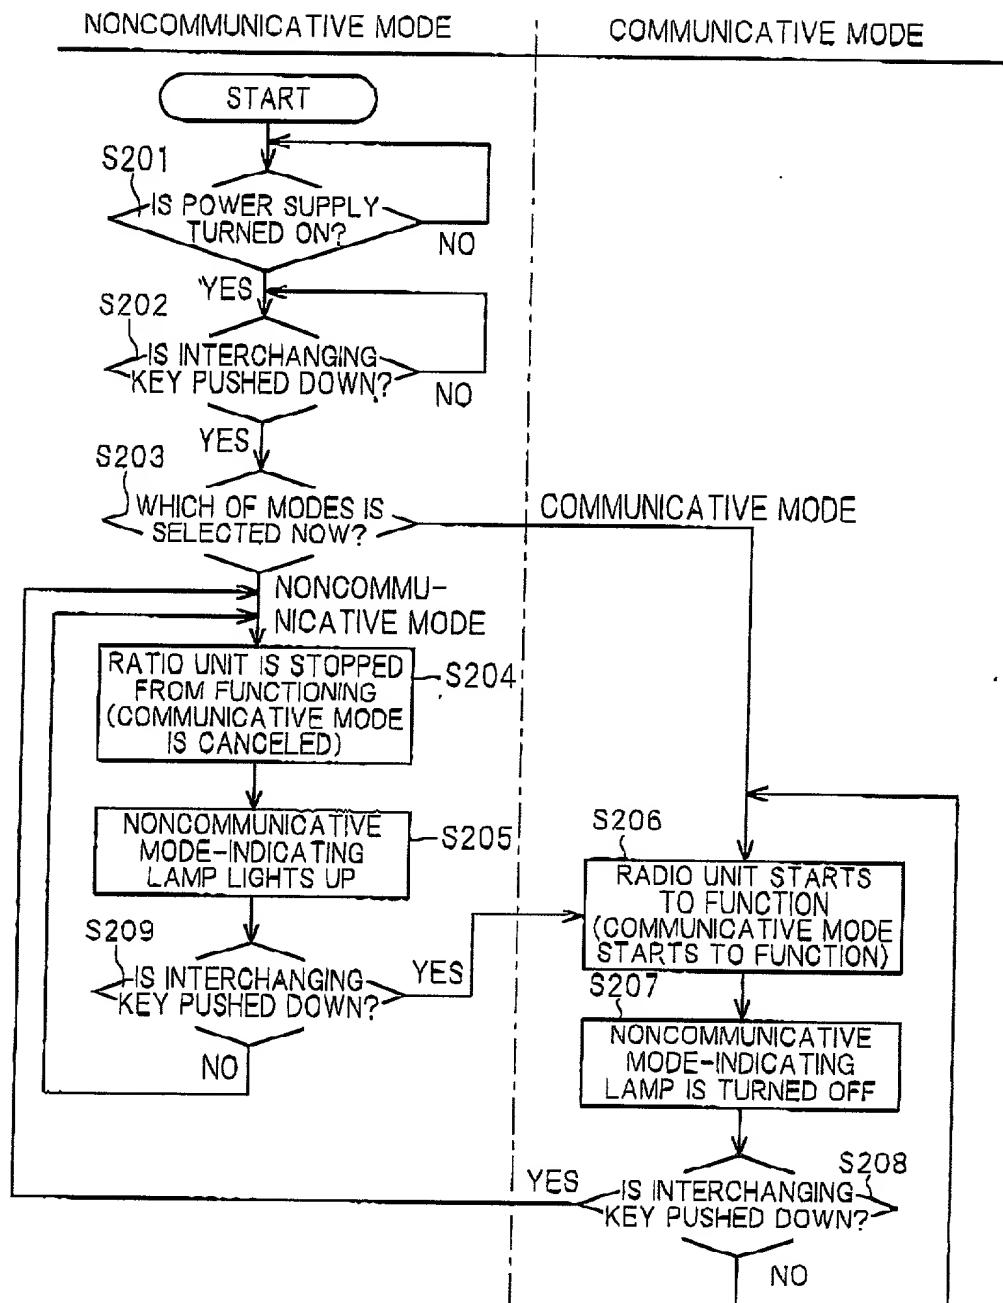 NONCOMMUNICATIVE MODE
COMMUNICATIVE MODE
START
S201
IS POWER SUPPLY
TURNED ON?
NO
YES
S202
IS INTERCHANGING
KEY PUSHED DOWN?
NO
YES
S203
WHICH OF MODES IS
SELECTED NOW?
COMMUNICATIVE MODE
NONCOMMU-
NICATIVE MODE
RATIO UNIT IS STOPPED
FROM FUNCTIONING
(COMMUNICATIVE MODE
IS CANCELED)
S204
NONCOMMUNICATIVE
MODE-INDICATING
LAMP LIGHTS UP
S205
S209
IS INTERCHANGING
KEY PUSHED DOWN?
YES
NO
S206
RADIO UNIT STARTS
TO FUNCTION
(COMMUNICATIVE MODE
STARTS TO FUNCTION)
S207
NONCOMMUNICATIVE
MODE-INDICATING
LAMP IS TURNED OFF
S208
YES
IS INTERCHANGING
KEY PUSHED DOWN?
NO